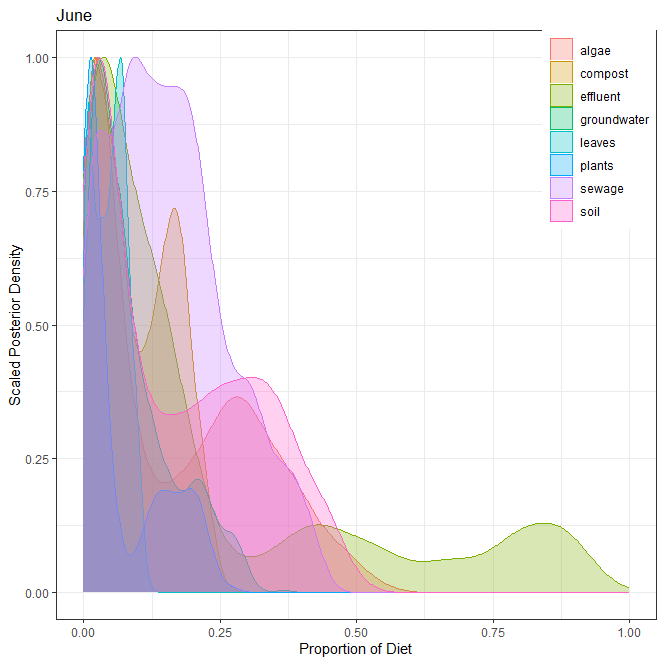 June
algae
compost
effluent
groundwater
leaves
plants
sewage
soil
1.00
0.75
0.50
0.25
0.00
Scaled Posterior Density
0.00 0.25 0.50 0.75 1.00
Proportion of Diet